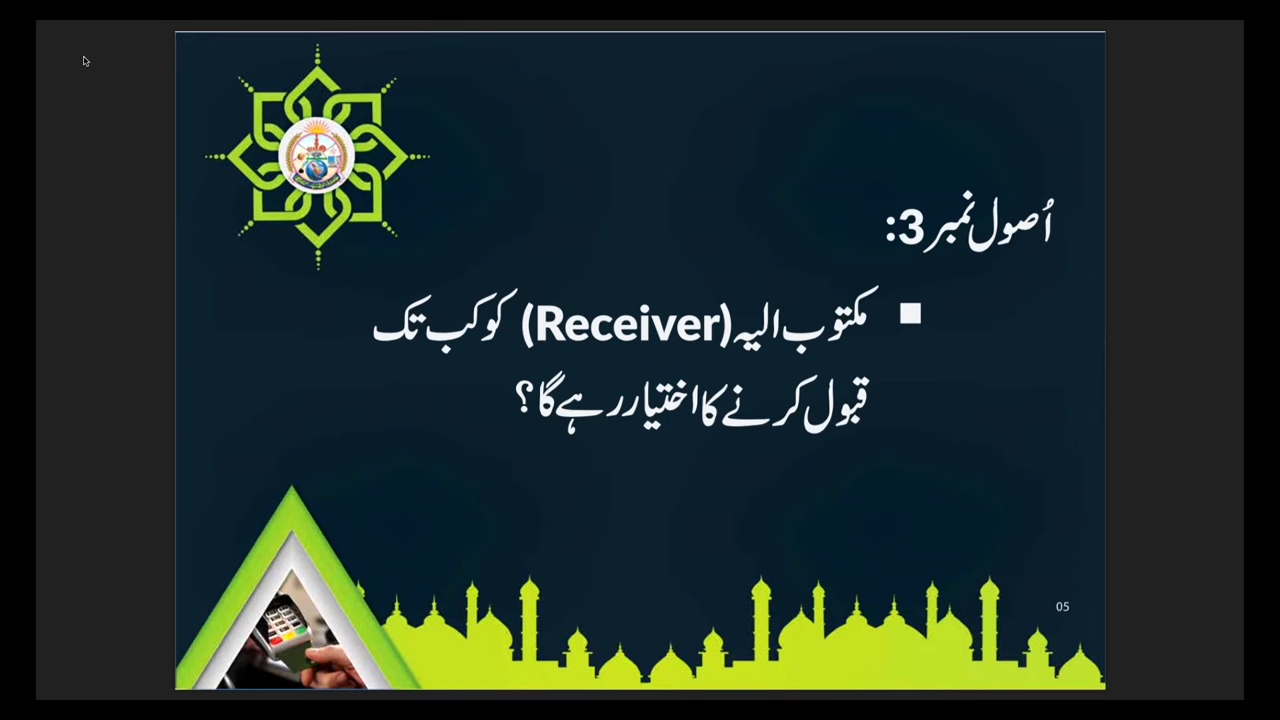 اُصول نمبر 3:
■ مکتوب الیہ (Receiver) کو کب تک
قبول کرنے کا اختیار رہے گا؟
05